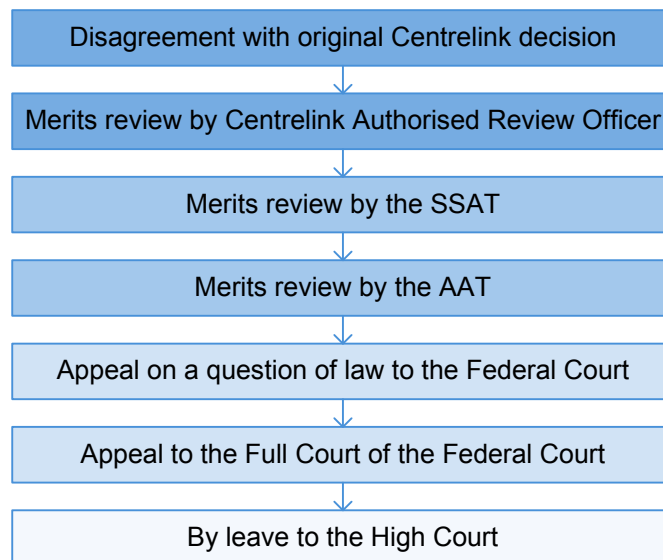 Disagreement with original Centrelink decision
Merits review by Centrelink Authorised Review Officer
Merits review by the SSAT
Merits review by the AAT
Appeal on a question of law to the Federal Court
Appeal to the Full Court of the Federal Court
By leave to the High Court